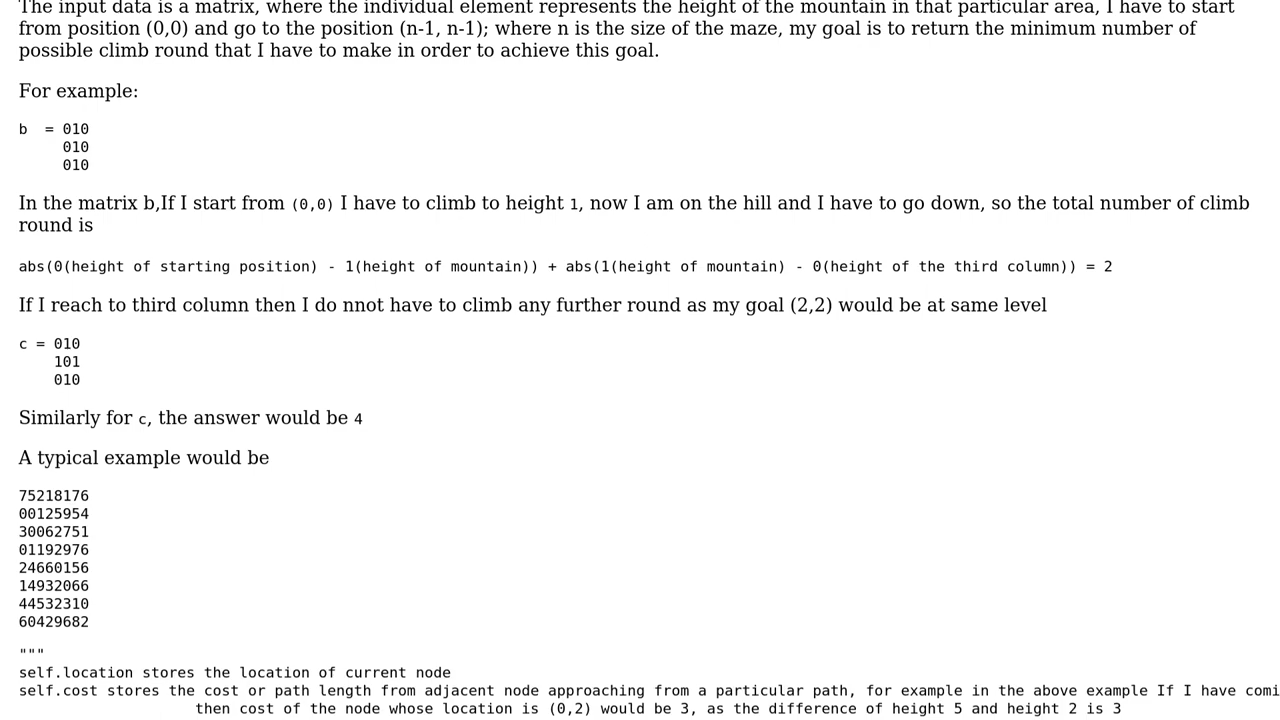 The input data is a matrix, where the individual element represents the height of the mountain in that particular area, I have to start
from position (0,0) and go to the position (n-1, n-1); where n is the size of the maze, my goal is to return the minimum number of
possible climb round that I have to make in order to achieve this goal.
For example:
b  = 010
     010
     010
In the matrix b,If I start from (0,0) I have to climb to height 1, now I am on the hill and I have to go down, so the total number of climb
round is
abs(0(height of starting position) - 1(height of mountain)) + abs(1(height of mountain) - 0(height of the third column)) = 2
If I reach to third column then I do nnot have to climb any further round as my goal (2,2) would be at same level
c = 010
    101
    010
Similarly for c, the answer would be 4
A typical example would be
75218176
00125954
30062751
01192976
24660156
14932066
44532310
60429682
"""
self.location stores the location of current node
self.cost stores the cost or path length from adjacent node approaching from a particular path, for example in the above example If I have comi
then cost of the node whose location is (0,2) would be 3, as the difference of height 5 and height 2 is 3